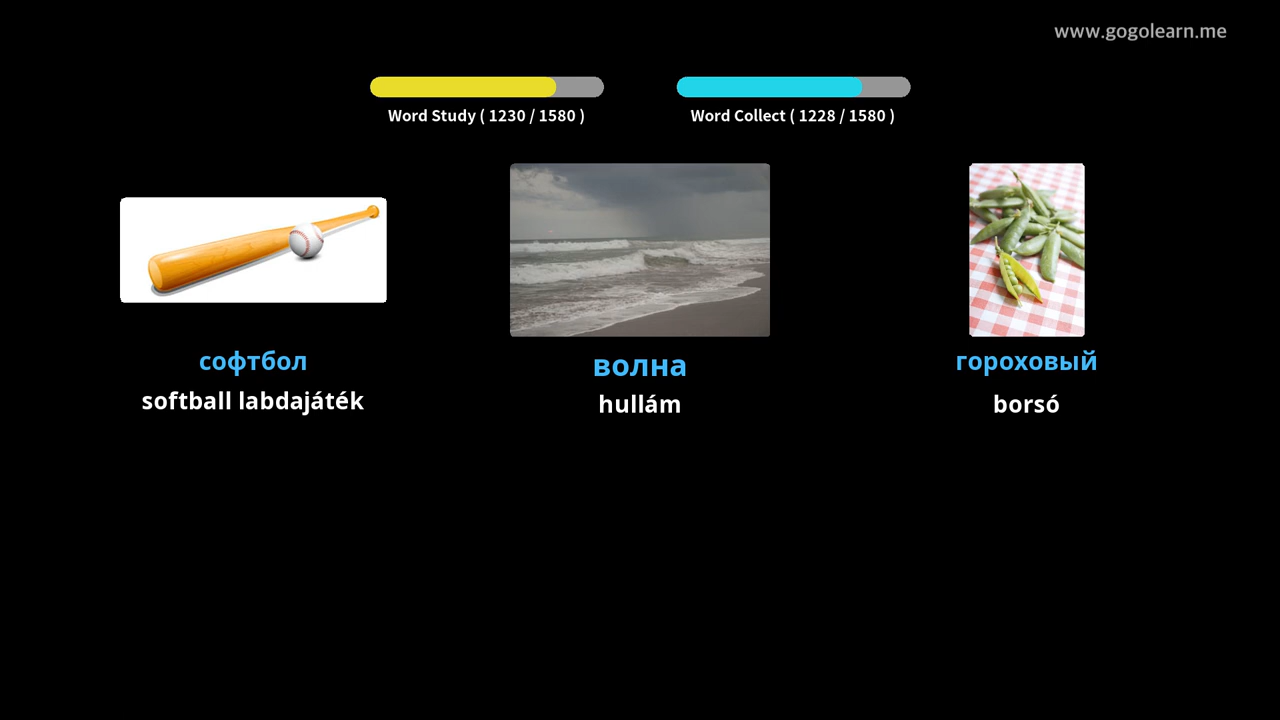 www.gogolearn.me
Word Study ( 1230 / 1580 )
Word Collect ( 1228 / 1580 )
софтбол
softball labdajáték
волна
hullám
гороховый
borsó